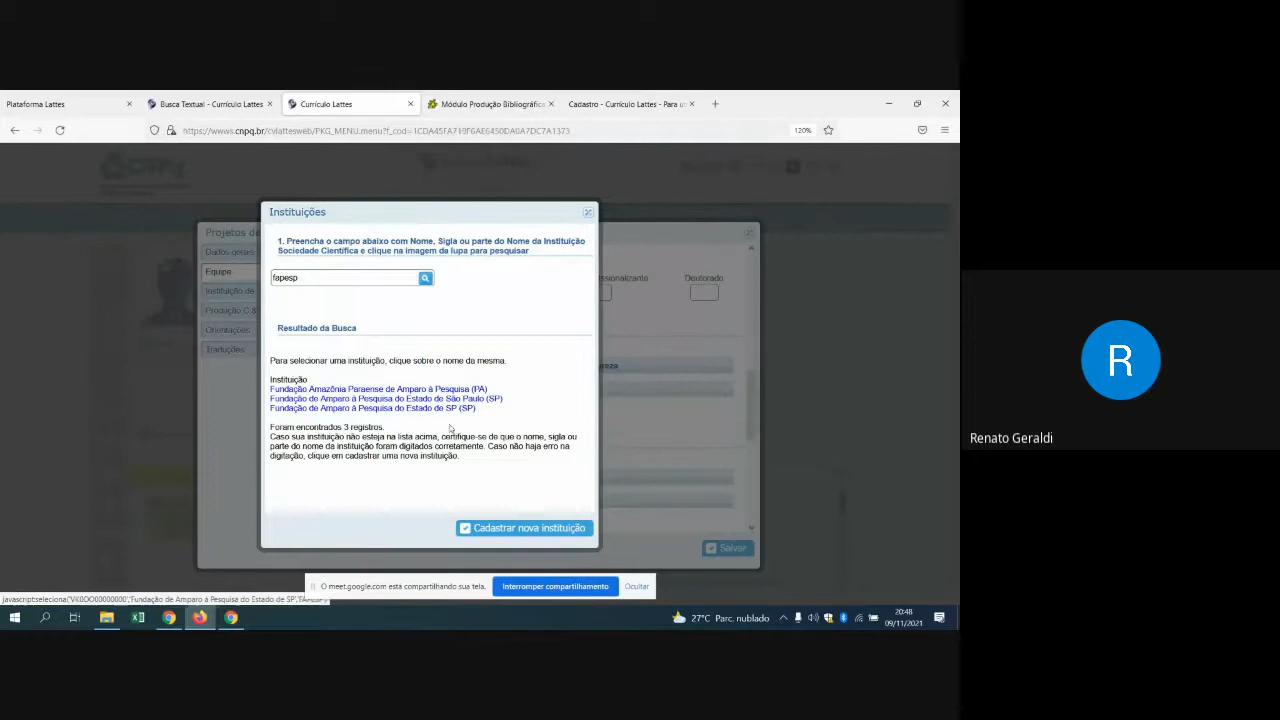 Plataforma Lattes
Busca Textual - Currículo Lattes
Currículo Lattes
Módulo Produção Bibliográfica
Cadastro - Currículo Lattes - Para u
https://wwws.cnpq.br/cvlattesweb/PKG_MENU.menu?f_cod=1CDA45FA719F6AE6450DA0A7DC7A1373
120%
Instituições
1. Preencha o campo abaixo com Nome, Sigla ou parte do Nome da Instituição
Sociedade Científica e clique na imagem da lupa para pesquisar
fapesp
Resultado da Busca
Para selecionar uma instituição, clique sobre o nome da mesma.
Instituição
Fundação Amazônia Paraense de Amparo à Pesquisa (PA)
Fundação de Amparo à Pesquisa do Estado de São Paulo (SP)
Fundação de Amparo à Pesquisa do Estado de SP (SP)
Foram encontrados 3 registros.
Caso sua instituição não esteja na lista acima, certifique-se de que o nome, sigla ou
parte do nome da instituição foram digitados corretamente. Caso não haja erro na
digitação, clique em cadastrar uma nova instituição.
Cadastrar nova instituição
Projetos de
Dados gerais
Equipe
Instituição de
Produção C &
Orientações
Traduções
ssionalizante
Doutorado
reza
Salvar
O meet.google.com está compartilhando sua tela.
Interromper compartilhamento
Ocultar
27°C Parc. nublado
20:48
09/11/2021
R
Renato Geraldi